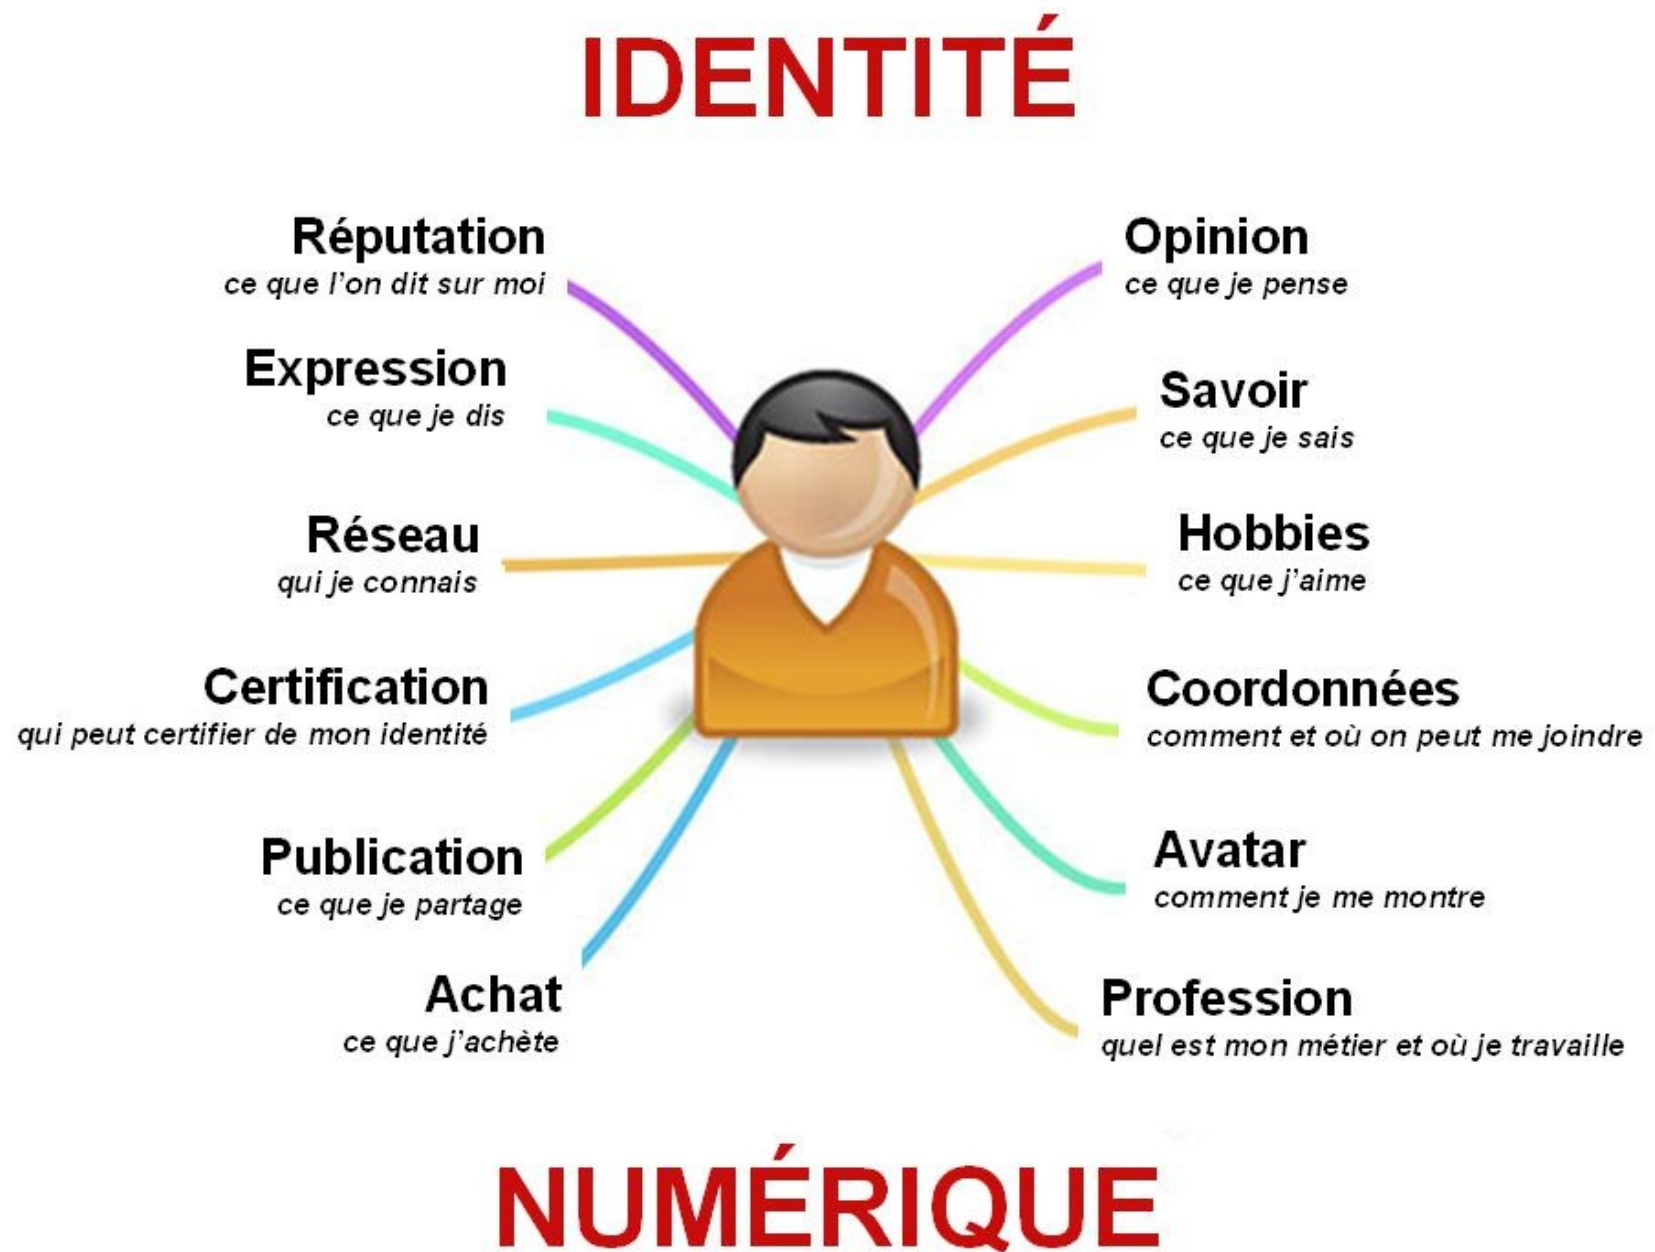 IDENTITÉ
Réputation
ce que l'on dit sur moi
Expression
ce que je dis
Réseau
qui je connais
Certification
qui peut certifier de mon identité
Publication
ce que je partage
Achat
ce que j'achète
Opinion
ce que je pense
Savoir
ce que je sais
Hobbies
ce que j'aime
Coordonnées
comment et où on peut me joindre
Avatar
comment je me montre
Profession
quel est mon métier et où je travaille
NUMÉRIQUE